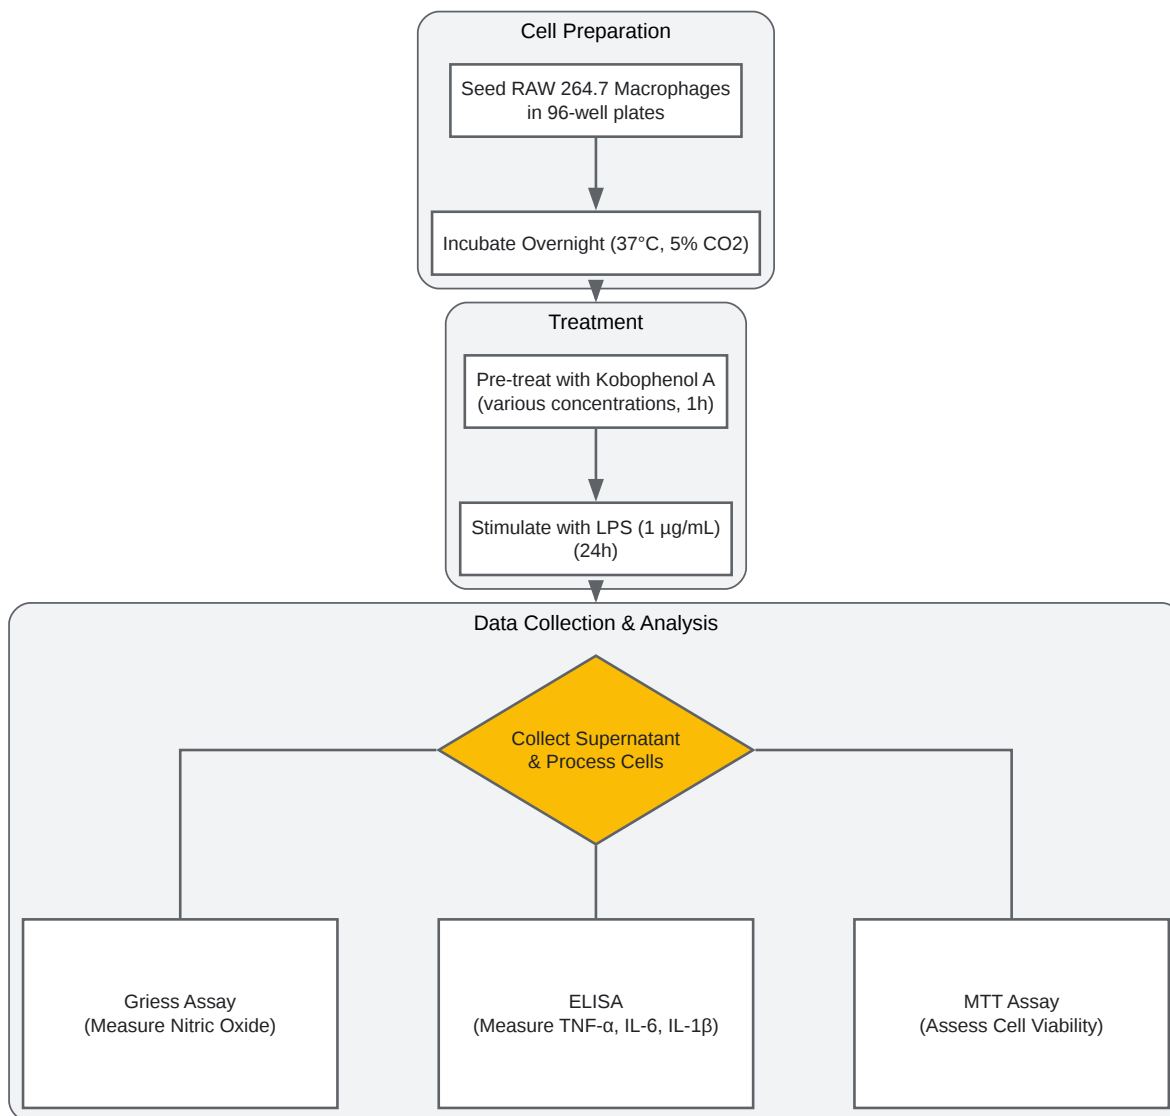 Cell Preparation
Seed RAW 264.7 Macrophages
in 96-well plates
Incubate Overnight (37°C, 5% CO2)
Treatment
Pre-treat with Kobophenol A
(various concentrations, 1h)
Stimulate with LPS (1 µg/mL)
(24h)
Data Collection & Analysis
Collect Supernatant
& Process Cells
Griess Assay
(Measure Nitric Oxide)
ELISA
(Measure TNF-α, IL-6, IL-1β)
MTT Assay
(Assess Cell Viability)